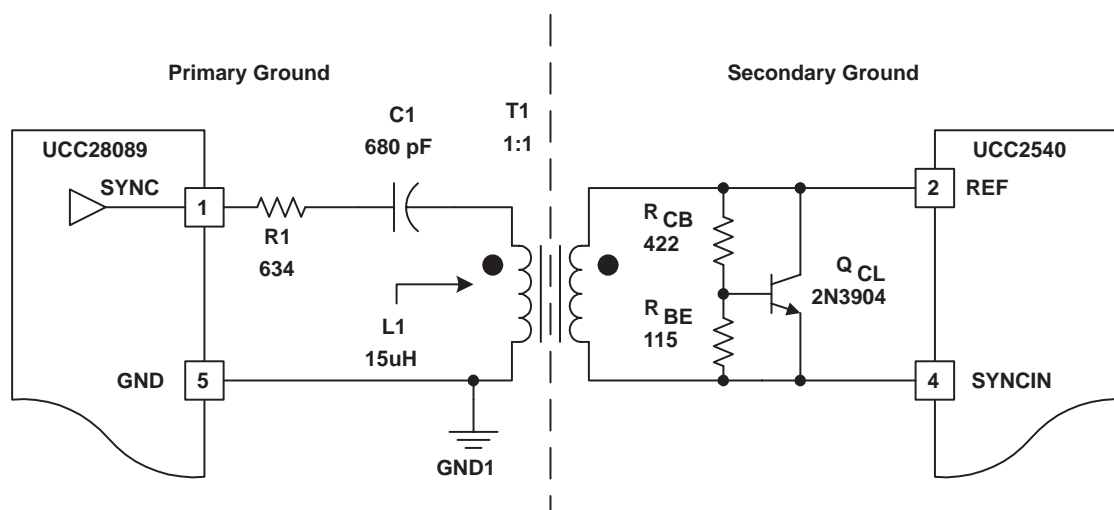 Primary Ground
Secondary Ground
C1
680 pF
T1
1:1
UCC28089
SYNC
1
R1
634
L1
15uH
GND
5
GND1
UCC2540
2
REF
R CB
422
Q CL
2N3904
R BE
115
4
SYNCIN